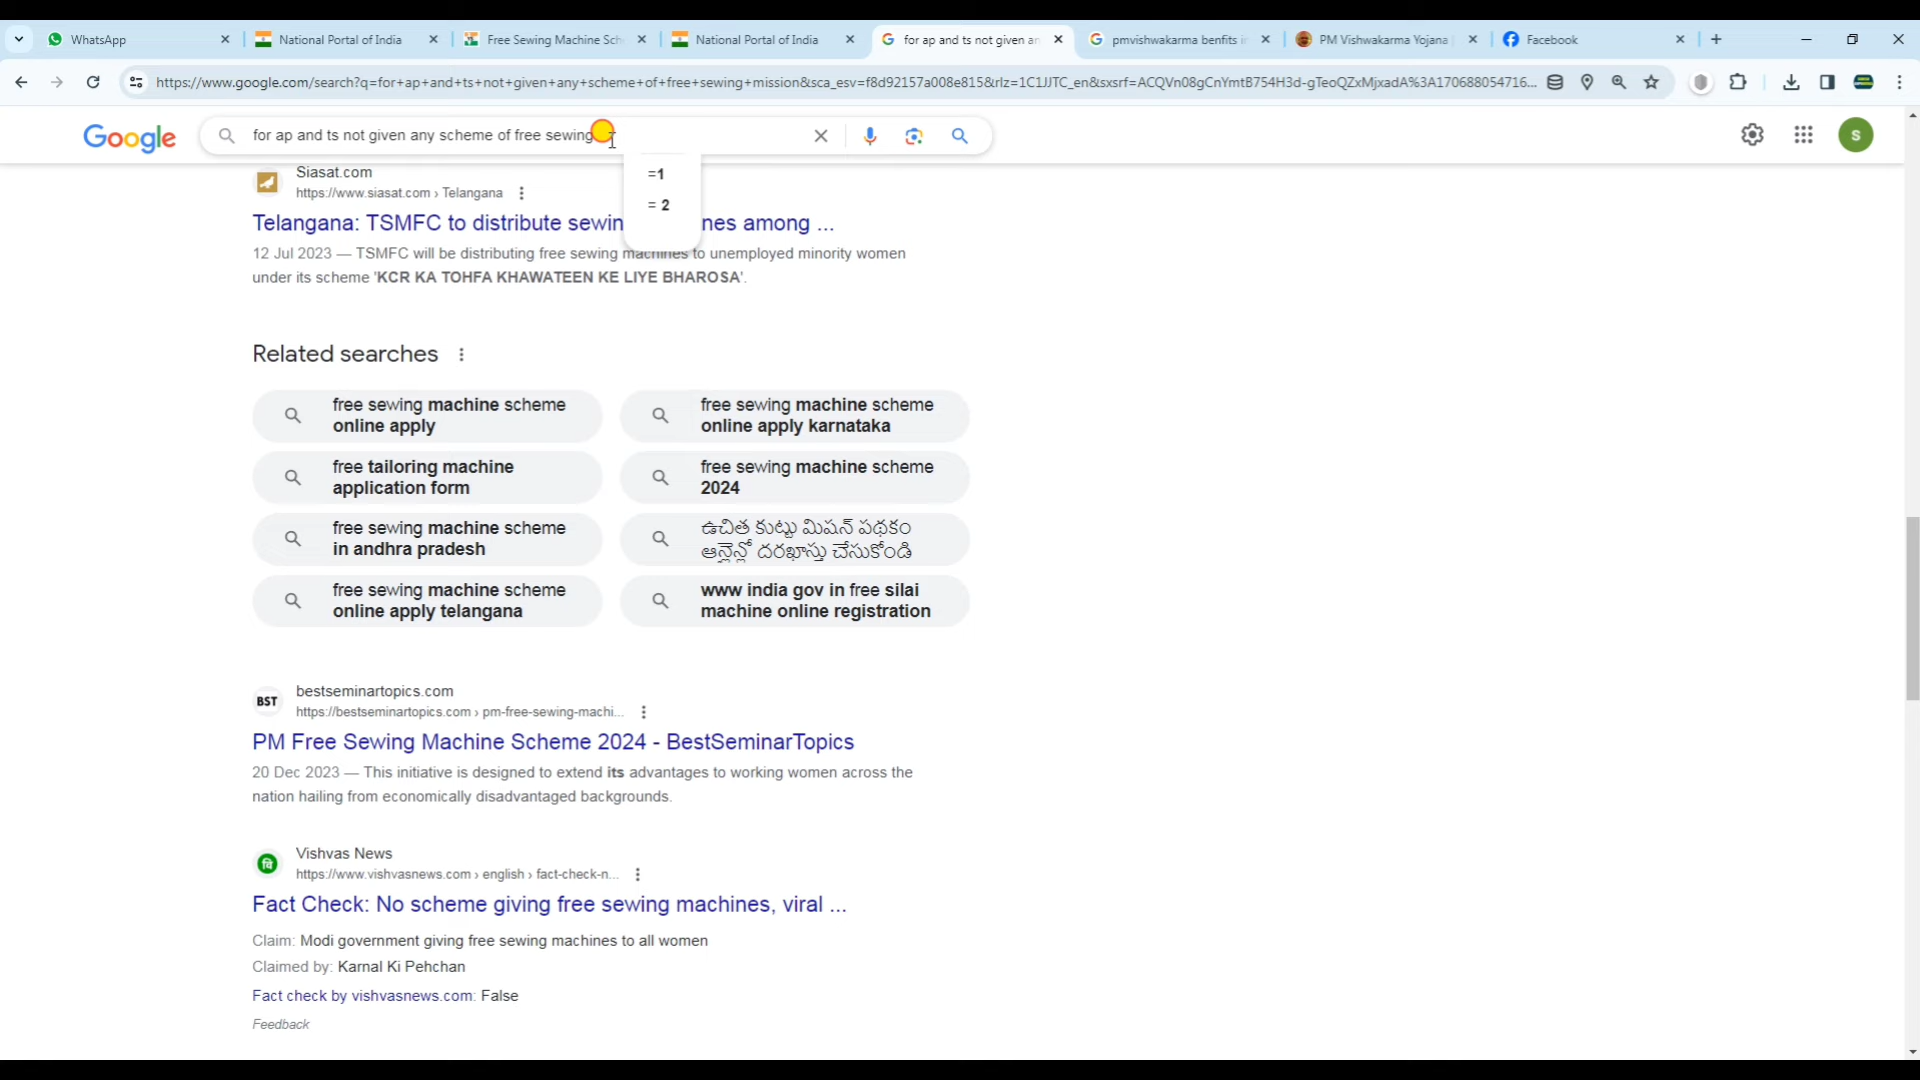 WhatsApp
National Portal of India
Free Sewing Machine Sch
National Portal of India
for ap and ts not given an
pmvishwakarma benfits in
PM Vishwakarma Yojana
Facebook
https://www.google.com/search?q=for+ap+and+ts+not+given+any+scheme+of+free+sewing+mission&sca_esv=f8d92157a008e815&rlz=1C1JJTC_en&sxsrf=ACQVn08gCnYmtB754H3d-gTeoQZxMjxadA%3A170688054716...
Google
for ap and ts not given any scheme of free sewing
S
=1
= 2
Siasat.com
https://www.siasat.com › Telangana
Telangana: TSMFC to distribute sewin nes among ...
12 Jul 2023 — TSMFC will be distributing free sewing machines to unemployed minority women
under its scheme 'KCR KA TOHFA KHAWATEEN KE LIYE BHAROSA'.
Related searches
free sewing machine scheme
online apply
free sewing machine scheme
online apply karnataka
free tailoring machine
application form
free sewing machine scheme
2024
free sewing machine scheme
in andhra pradesh
ఉచిత కుట్టు మిషన్ పథకం
ఆన్లైన్లో దరఖాస్తు చేసుకోండి
free sewing machine scheme
online apply telangana
www india gov in free silai
machine online registration
BST
bestseminartopics.com
https://bestseminartopics.com › pm-free-sewing-machi...
PM Free Sewing Machine Scheme 2024 - BestSeminarTopics
20 Dec 2023 — This initiative is designed to extend its advantages to working women across the
nation hailing from economically disadvantaged backgrounds.
वि
Vishvas News
https://www.vishvasnews.com › english › fact-check-n...
Fact Check: No scheme giving free sewing machines, viral ...
Claim: Modi government giving free sewing machines to all women
Claimed by: Karnal Ki Pehchan
Fact check by vishvasnews.com: False
Feedback